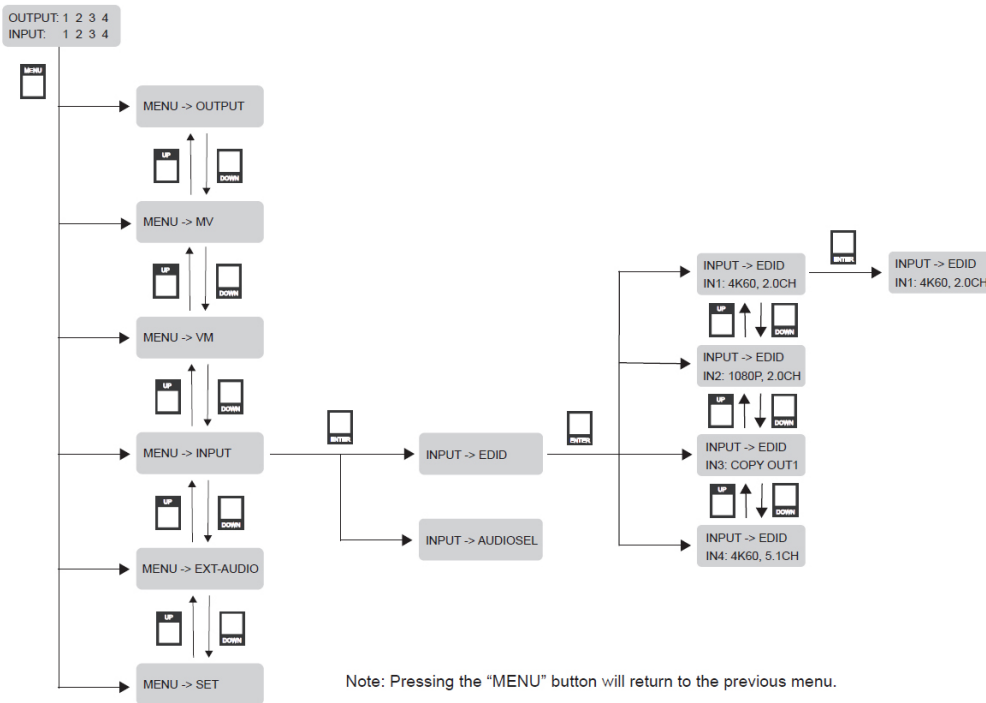 OUTPUT: 1 2 3 4
INPUT: 1 2 3 4
MENU
MENU -> OUTPUT
UP
DOWN
MENU -> MV
UP
DOWN
MENU -> VM
UP
DOWN
MENU -> INPUT
UP
DOWN
MENU -> EXT-AUDIO
UP
DOWN
MENU -> SET
ENTER
INPUT -> EDID
INPUT -> AUDIOSEL
ENTER
INPUT -> EDID
IN1: 4K60, 2.0CH
UP
DOWN
INPUT -> EDID
IN2: 1080P, 2.0CH
UP
DOWN
INPUT -> EDID
IN3: COPY OUT1
UP
DOWN
INPUT -> EDID
IN4: 4K60, 5.1CH
ENTER
INPUT -> EDID
IN1: 4K60, 2.0CH
Note: Pressing the “MENU” button will return to the previous menu.